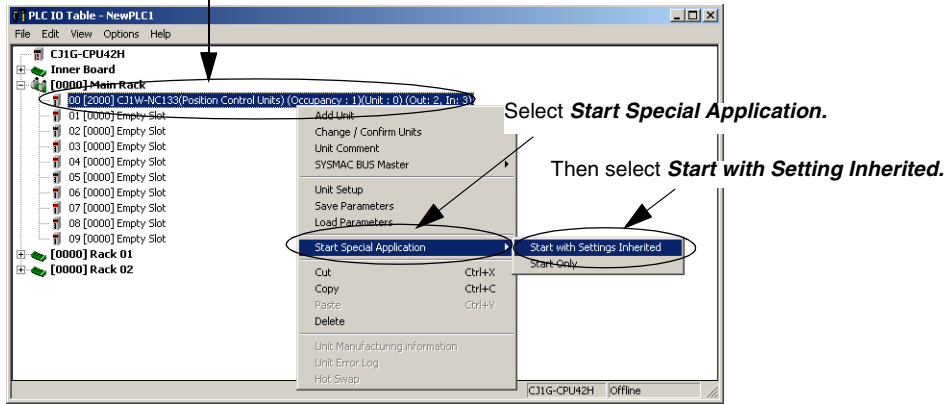 PLC IO Table - NewPLC1
File Edit View Options Help
CJ1G-CPU42H
Inner Board
[0000] Main Rack
00 [2000] CJ1W-NC133(Position Control Units) (Occupancy : 1)(Unit : 0) (Out: 2, In: 3)
01 [0000] Empty Slot
02 [0000] Empty Slot
03 [0000] Empty Slot
04 [0000] Empty Slot
05 [0000] Empty Slot
06 [0000] Empty Slot
07 [0000] Empty Slot
08 [0000] Empty Slot
09 [0000] Empty Slot
[0000] Rack 01
[0000] Rack 02
Add Unit
Change / Confirm Units
Unit Comment
SYSMAC BUS Master
Unit Setup
Save Parameters
Load Parameters
Start Special Application
Cut Ctrl+X
Copy Ctrl+C
Paste Ctrl+V
Delete
Unit Manufacturing information
Unit Error Log
Hot Swap
Start with Settings Inherited
Start Only
Select Start Special Application.
Then select Start with Setting Inherited.
CJ1G-CPU42H Offline